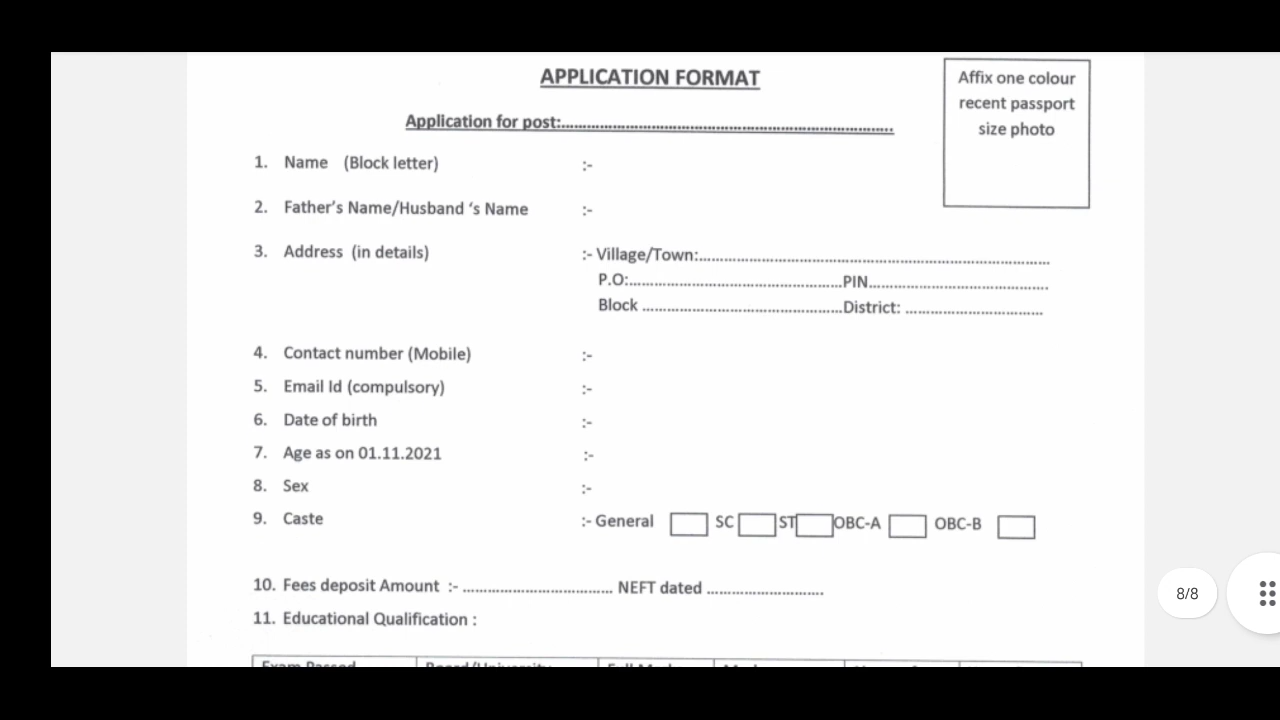 APPLICATION FORMAT
Affix one colour
recent passport
size photo
Application for post:..........................................................................................
1. Name (Block letter) :-
2. Father's Name/Husband 's Name :-
3. Address (in details) :- Village/Town:..........................................................................................
P.O:......................................................PIN.............................................
Block ...................................................District: ...................................
4. Contact number (Mobile) :-
5. Email Id (compulsory) :-
6. Date of birth :-
7. Age as on 01.11.2021 :-
8. Sex :-
9. Caste :- General SC ST OBC-A OBC-B
10. Fees deposit Amount :- ...................................... NEFT dated .............................
11. Educational Qualification :
8/8
Exam Passed Board/University